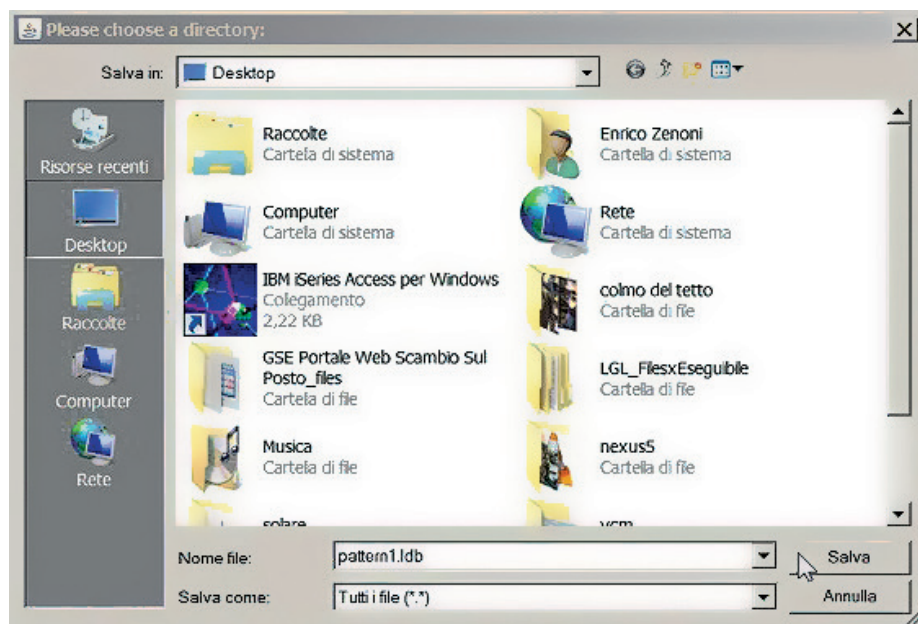 Please choose a directory:
Salva in:
Desktop
Risorse recenti
Desktop
Raccolte
Computer
Rete
Raccolte
Cartella di sistema
Enrico Zenoni
Cartella di sistema
Computer
Cartella di sistema
Rete
Cartella di sistema
IBM iSeries Access per Windows
Colegamento
2,22 KB
colmo del tetto
Cartella di file
GSE Portale Web Scambio Sul
Posto_files
Cartella di file
LGL_FilesxEseguibile
Cartella di file
Musica
Cartella di file
nexus5
Cartella di file
solare
vcm
Nome file:
pattern1.ldb
Salva
Salva come:
Tutti i file (*.*)
Annulla